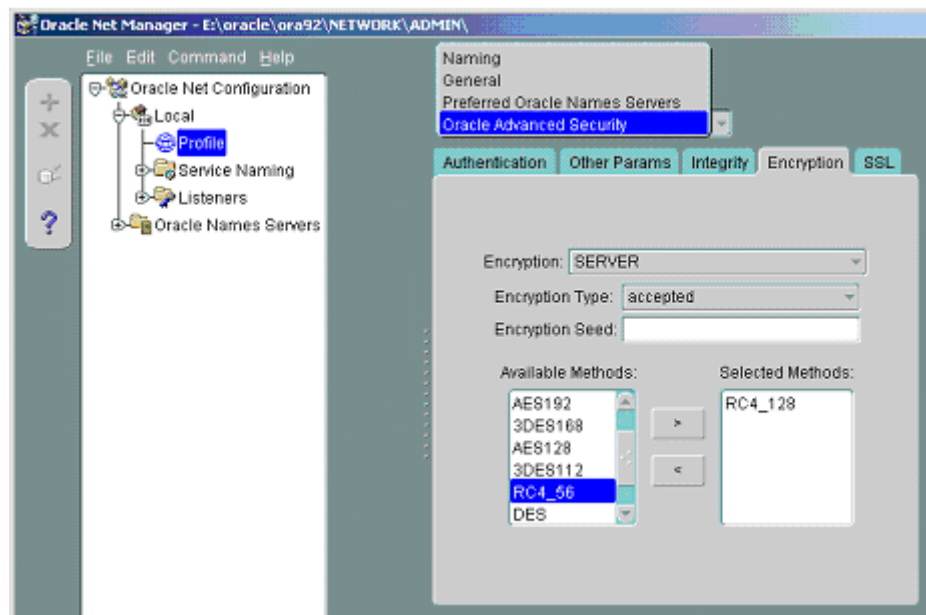 Oracle Net Manager - E:\oracle\ora92\NETWORK\ADMIN\
File Edit Command Help
Oracle Net Configuration
Local
Profile
Service Naming
Listeners
Oracle Names Servers
Naming
General
Preferred Oracle Names Servers
Oracle Advanced Security
Authentication Other Params Integrity Encryption SSL
Encryption: SERVER
Encryption Type: accepted
Encryption Seed:
Available Methods: Selected Methods:
AES192 RC4_128
3DES168
AES128
3DES112
RC4_56
DES
>
<
?